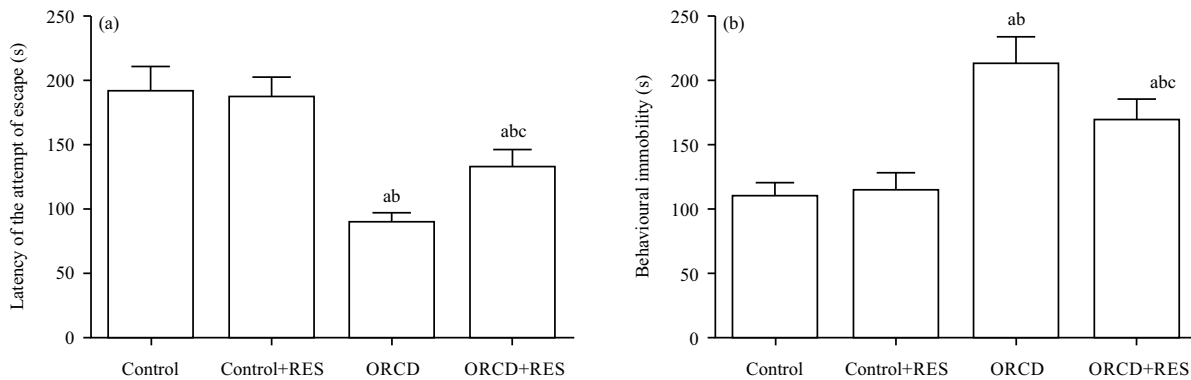 (a)
Latency of the attempt of escape (s)
250
200
150
100
50
0
ab
abc
Control
Control+RES
ORCD
ORCD+RES
(b)
Behavioural immobility (s)
250
200
150
100
50
0
ab
abc
Control
Control+RES
ORCD
ORCD+RES